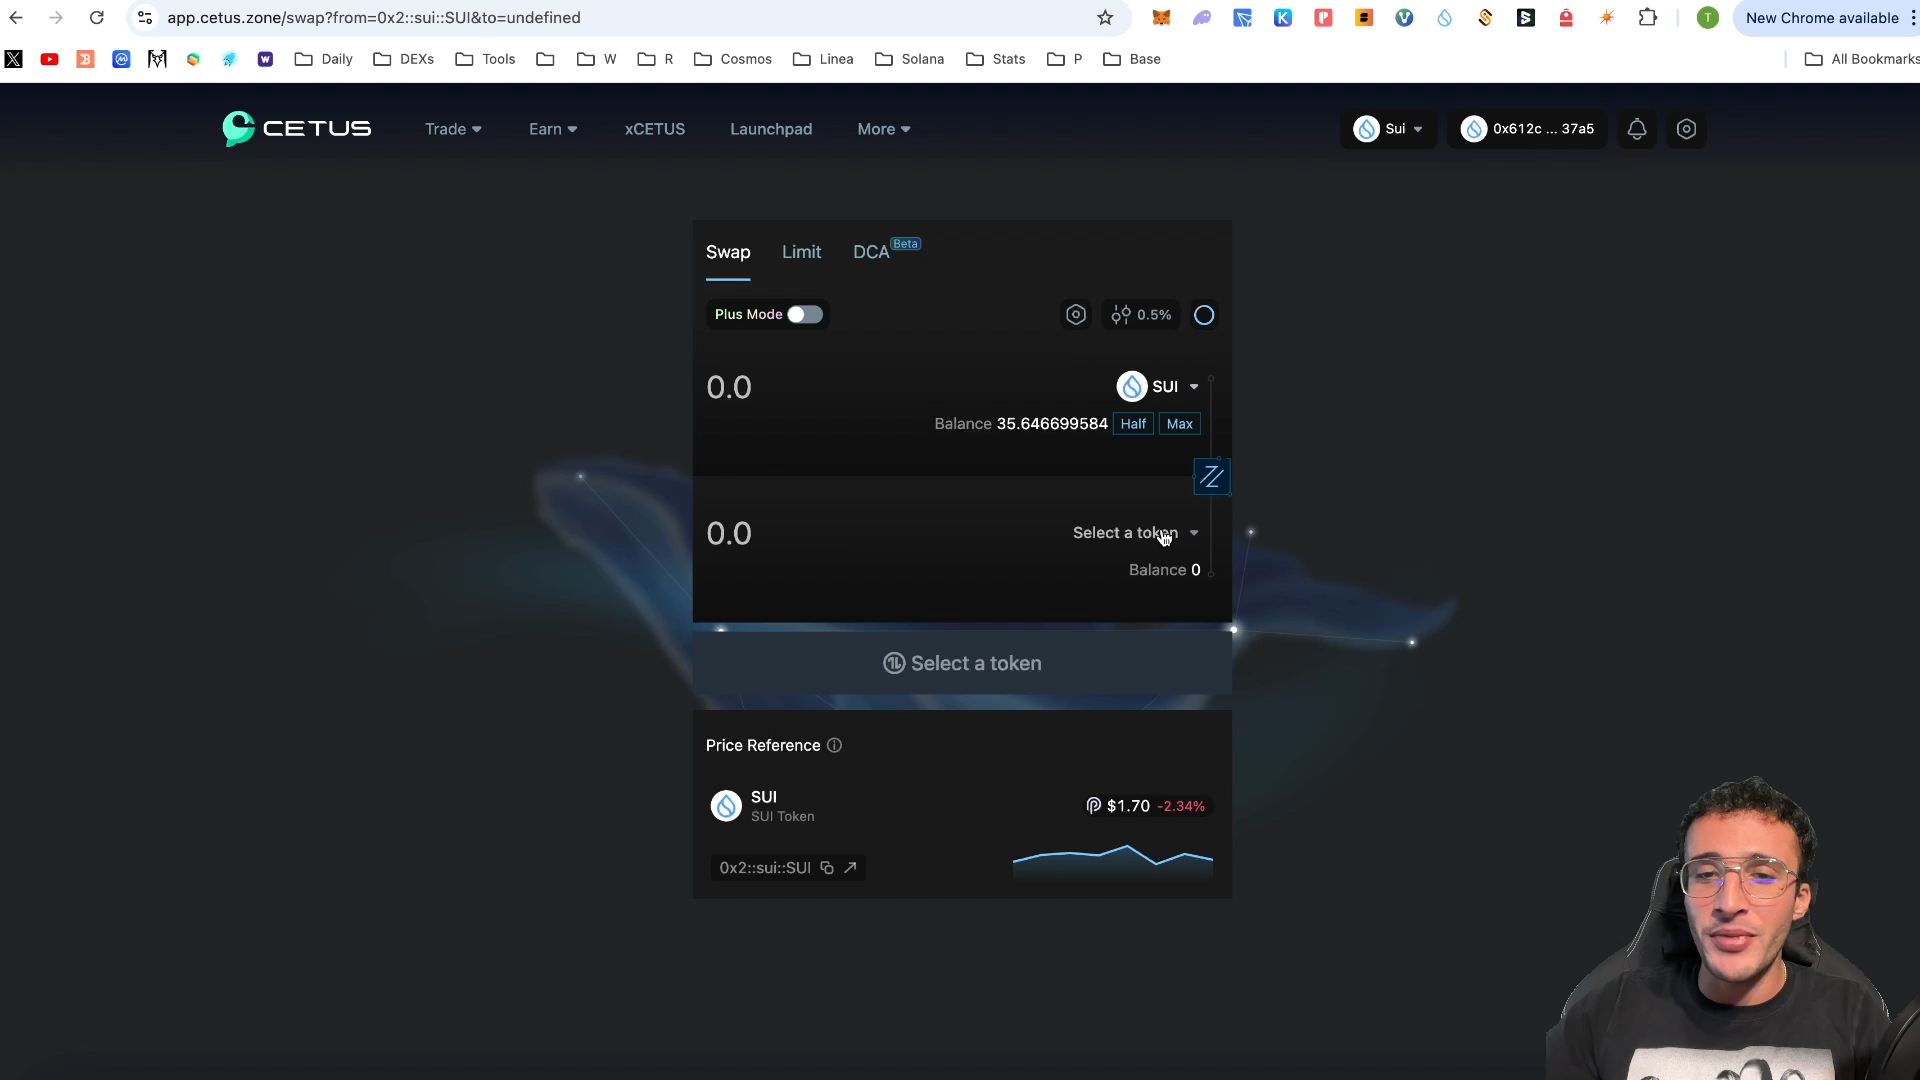 app.cetus.zone/swap?from=0x2::sui::SUI&to=undefined
T
New Chrome available
Daily
DEXs
Tools
W
R
Cosmos
Linea
Solana
Stats
P
Base
All Bookmarks
CETUS
Trade
Earn
xCETUS
Launchpad
More
Sui
0x612c ... 37a5
Swap
Limit
DCA
Beta
Plus Mode
0.5%
0.0
SUI
Balance 35.646699584
Half
Max
0.0
Select a token
Balance 0
Select a token
Price Reference
SUI
SUI Token
$1.70 -2.34%
0x2::sui::SUI